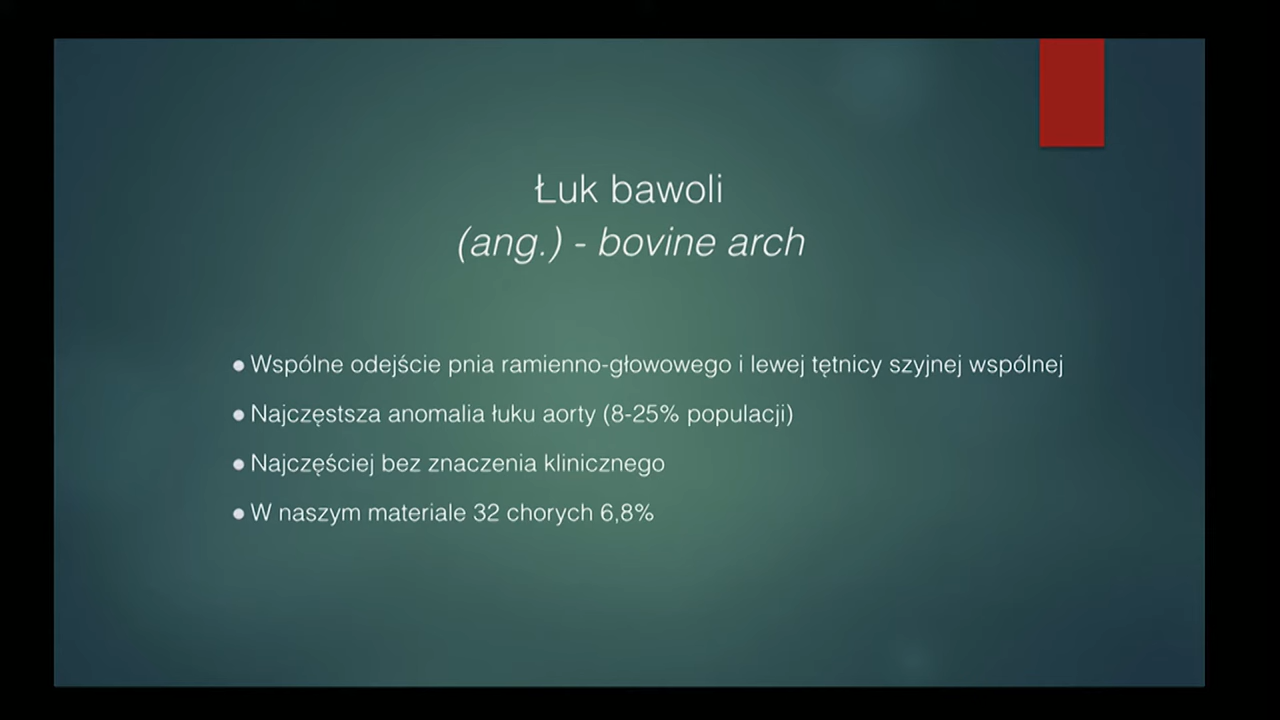 Łuk bawoli
(ang.) - bovine arch
● Wspólne odejście pnia ramienno-głowowego i lewej tętnicy szyjnej wspólnej
● Najczęstsza anomalia łuku aorty (8-25% populacji)
● Najczęściej bez znaczenia klinicznego
● W naszym materiale 32 chorych 6,8%